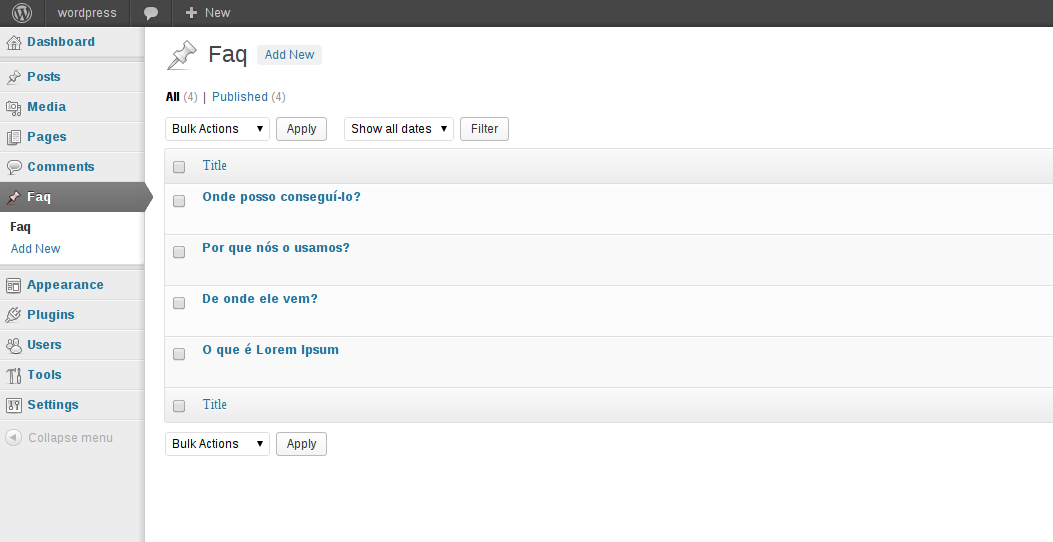 wordpress New
Dashboard
Posts
Media
Pages
Comments
Faq
Faq
Add New
Appearance
Plugins
Users
Tools
Settings
Collapse menu
Faq Add New
All (4) | Published (4)
Bulk Actions Apply Show all dates Filter
Title
Onde posso conseguí-lo?
Por que nós o usamos?
De onde ele vem?
O que é Lorem Ipsum
Title
Bulk Actions Apply